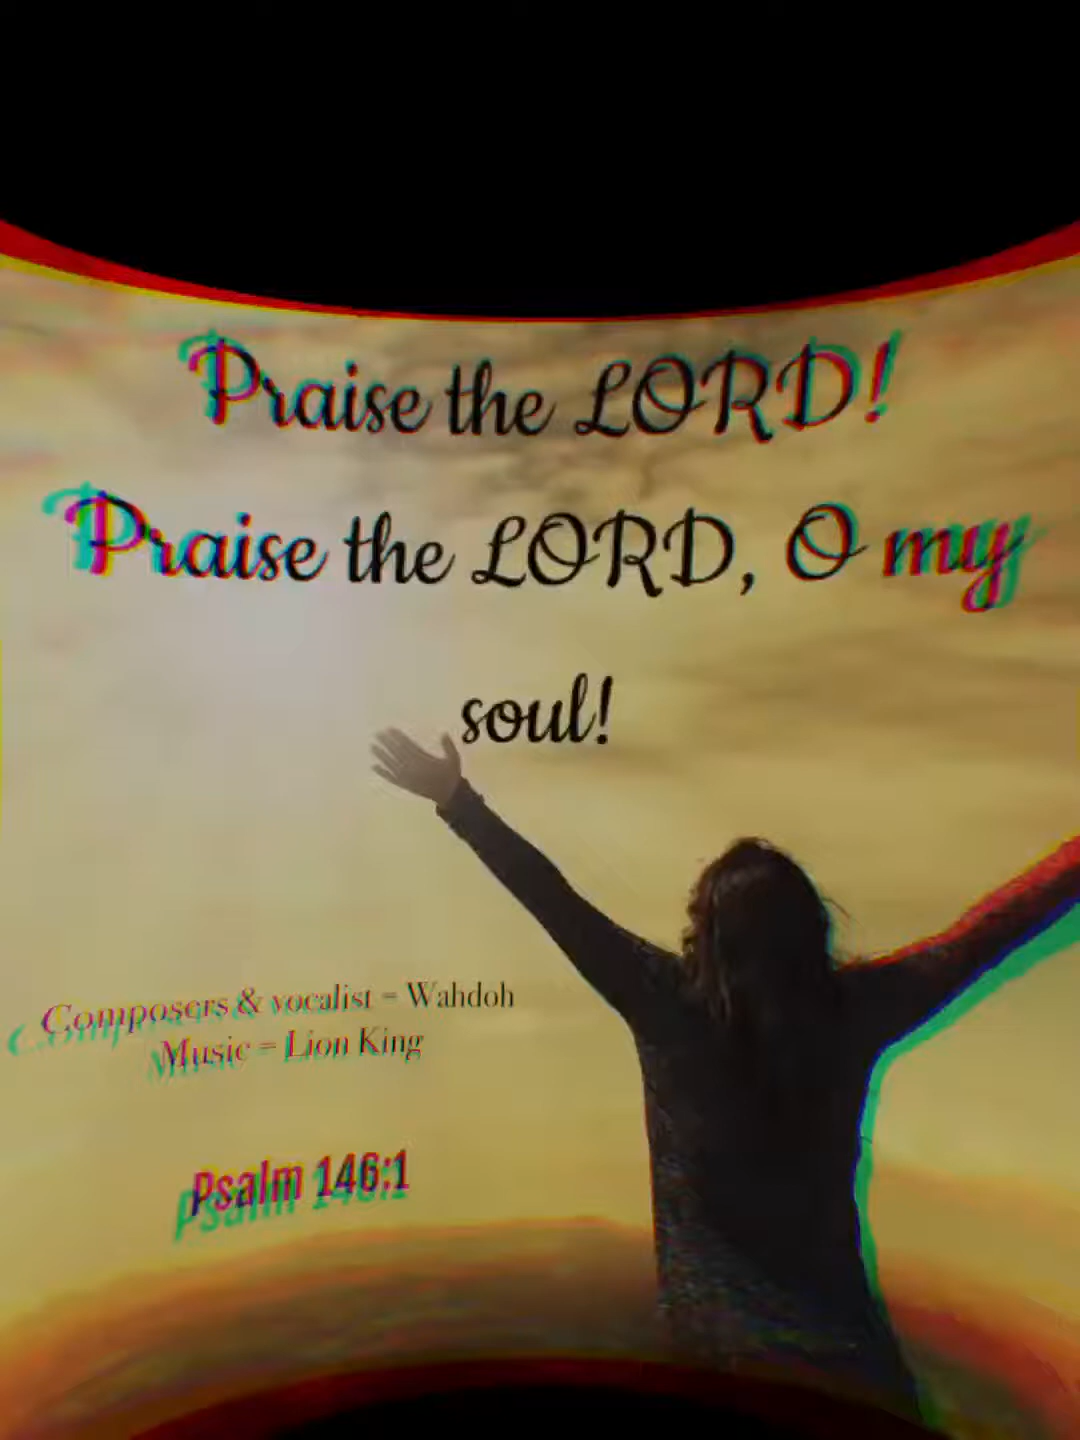 Praise the LORD!
Praise the LORD, O my
soul!
Composers & vocalist = Wahdoh
Music = Lion King
Psalm 146:1